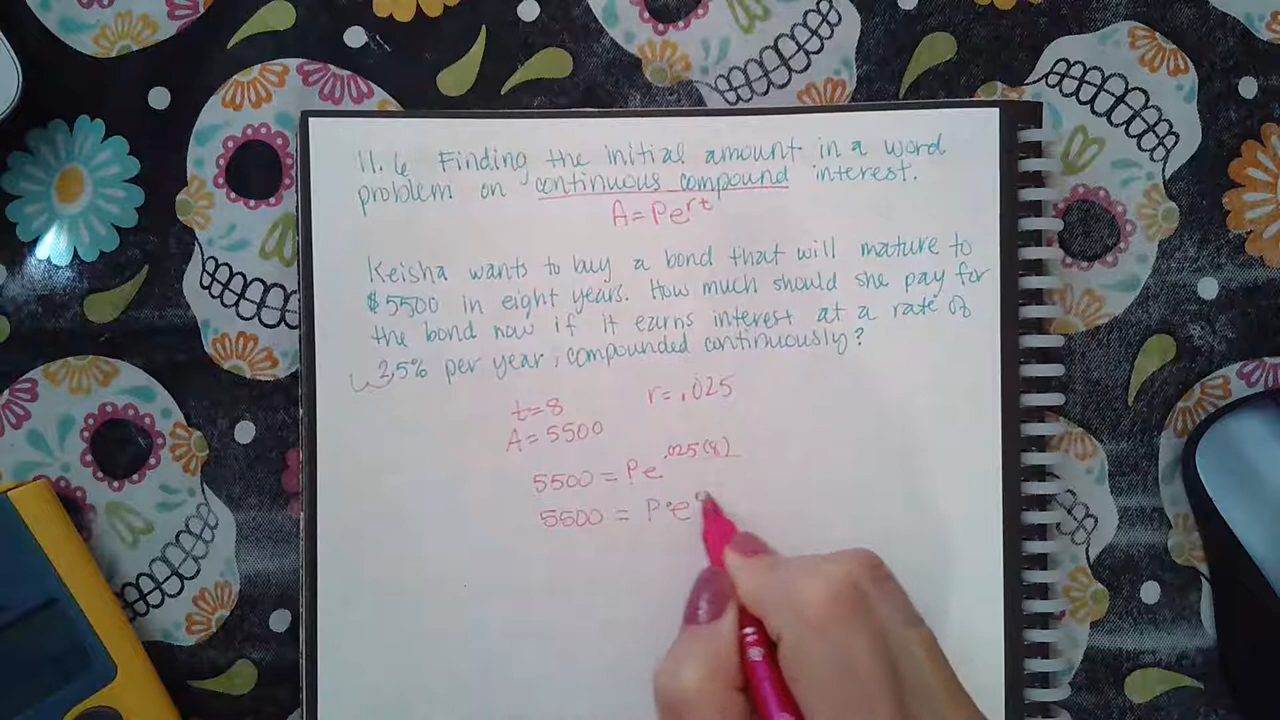 11.6 Finding the initial amount in a word
problem on continuous compound interest.
A=Pe^rt
Keisha wants to buy a bond that will mature to
$5500 in eight years. How much should she pay for
the bond now if it earns interest at a rate of
2.5% per year, compounded continuously?
t=8 r=.025
A=5500
5500=Pe^.025(8)
5500 = P·e